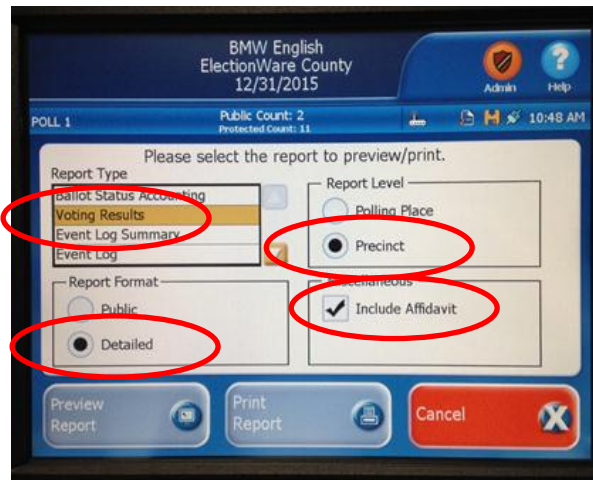 BMW English
ElectionWare County
12/31/2015
Admin
Help
POLL 1
Public Count: 2
Protected Count: 11
10:48 AM
Please select the report to preview/print.
Report Type
Ballot Status Accounting
Voting Results
Event Log Summary
Event Log
Report Level
Polling Place
Precinct
Report Format
Public
Detailed
Miscellaneous
Include Affidavit
Preview
Report
Print
Report
Cancel